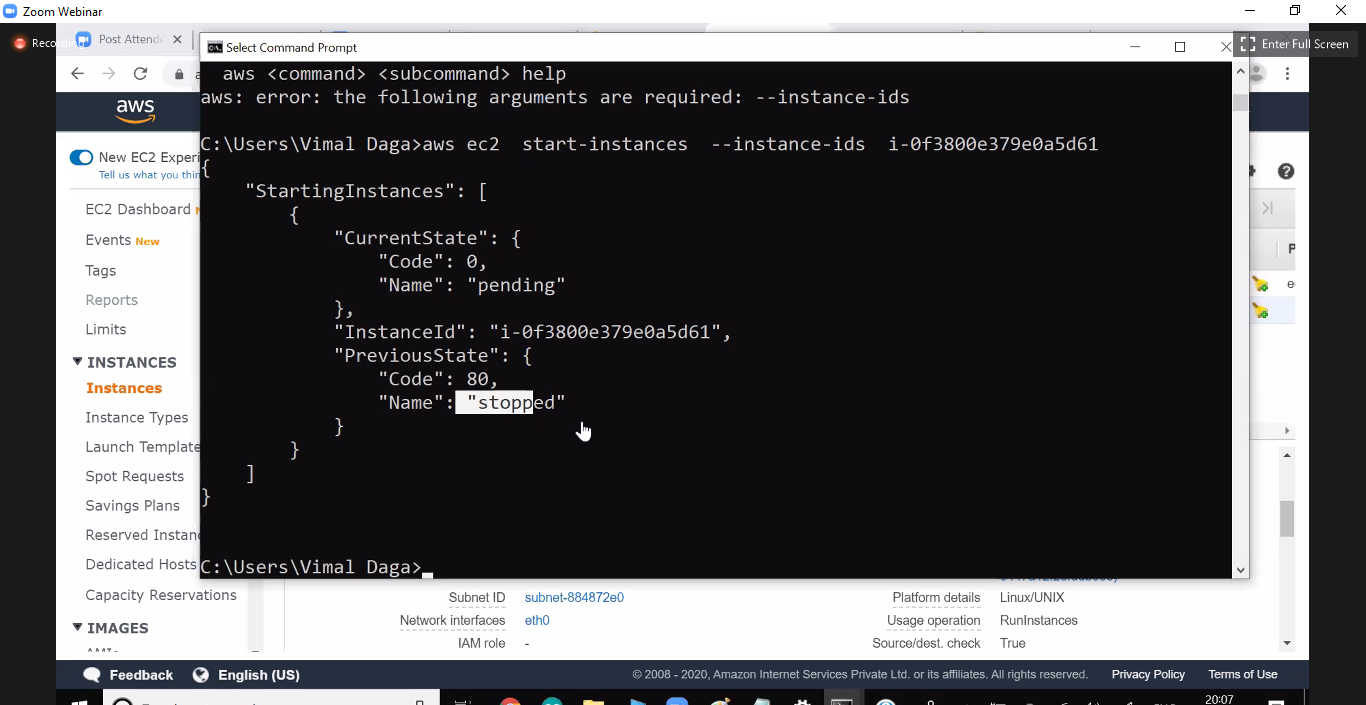 Zoom Webinar
Recording
Post Attend
Select Command Prompt
Enter Full Screen
aws <command> <subcommand> help
aws: error: the following arguments are required: --instance-ids
aws
C:\Users\Vimal Daga>aws ec2  start-instances  --instance-ids  i-0f3800e379e0a5d61
New EC2 Experi
Tell us what you thin
{
"StartingInstances": [
EC2 Dashboard
{
Events New
"CurrentState": {
"Code": 0,
Tags
"Name": "pending"
Reports
},
Limits
"InstanceId": "i-0f3800e379e0a5d61",
"PreviousState": {
INSTANCES
"Code": 80,
Instances
"Name": "stopped"
Instance Types
}
Launch Template
}
Spot Requests
]
Savings Plans
}
Reserved Instan
Dedicated Hosts
C:\Users\Vimal Daga>_
Capacity Reservations
Subnet ID subnet-884872e0 Platform details Linux/UNIX
IMAGES
Network interfaces eth0 Usage operation RunInstances
IAM role - Source/dest. check True
AMIs
Feedback English (US) © 2008 - 2020, Amazon Internet Services Private Ltd. or its affiliates. All rights reserved. Privacy Policy Terms of Use
20:07